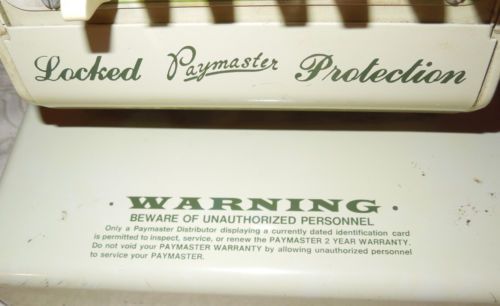 Locked Paymaster Protection
· WARNING ·
BEWARE OF UNAUTHORIZED PERSONNEL
Only a Paymaster Distributor displaying a currently dated identification card
is permitted to inspect, service, or renew the PAYMASTER 2 YEAR WARRANTY.
Do not void your PAYMASTER WARRANTY by allowing unauthorized personnel
to service your PAYMASTER.